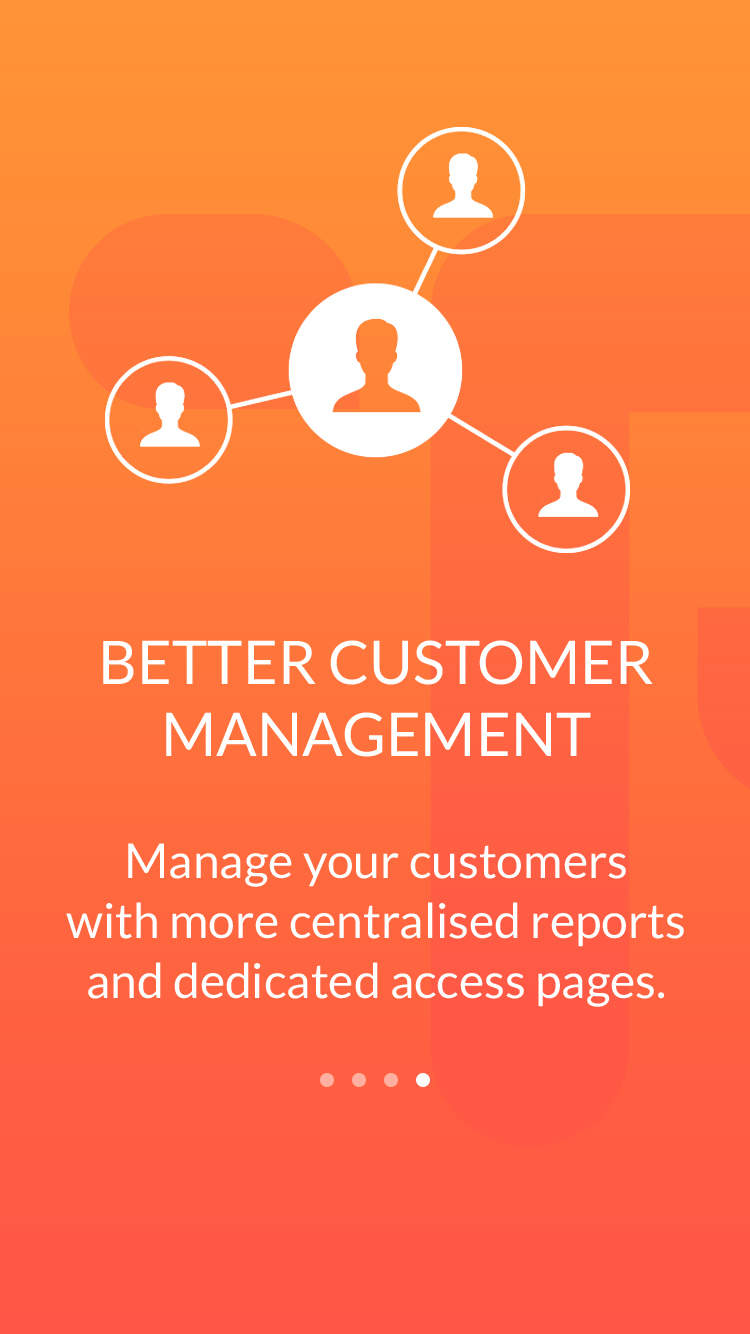 BETTER CUSTOMER
MANAGEMENT
Manage your customers
with more centralised reports
and dedicated access pages.